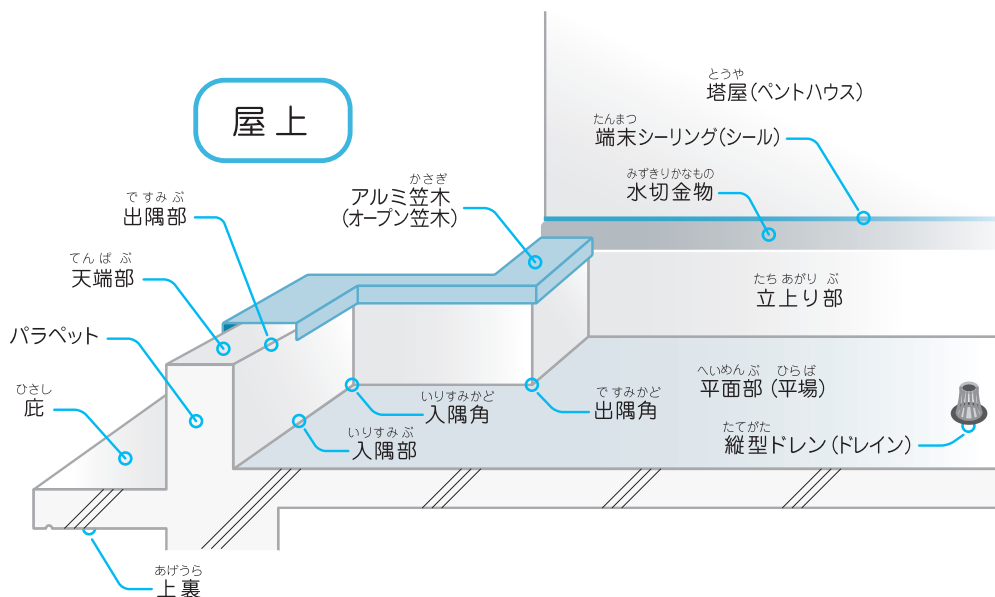 屋上
とうや
塔屋(ペントハウス)
たんまつ
端末シーリング(シール)
みずきりかなもの
水切金物
かさぎ
アルミ笠木
(オープン笠木)
ですみぶ
出隅部
てんばぶ
天端部
パラペット
ひさし
庇
たちあがりぶ
立上り部
いりすみかど
入隅角
いりすみぶ
入隅部
ですみかど
出隅角
へいめんぶ ひらば
平面部(平場)
たてがた
縦型ドレン(ドレイン)
あげうら
上裏